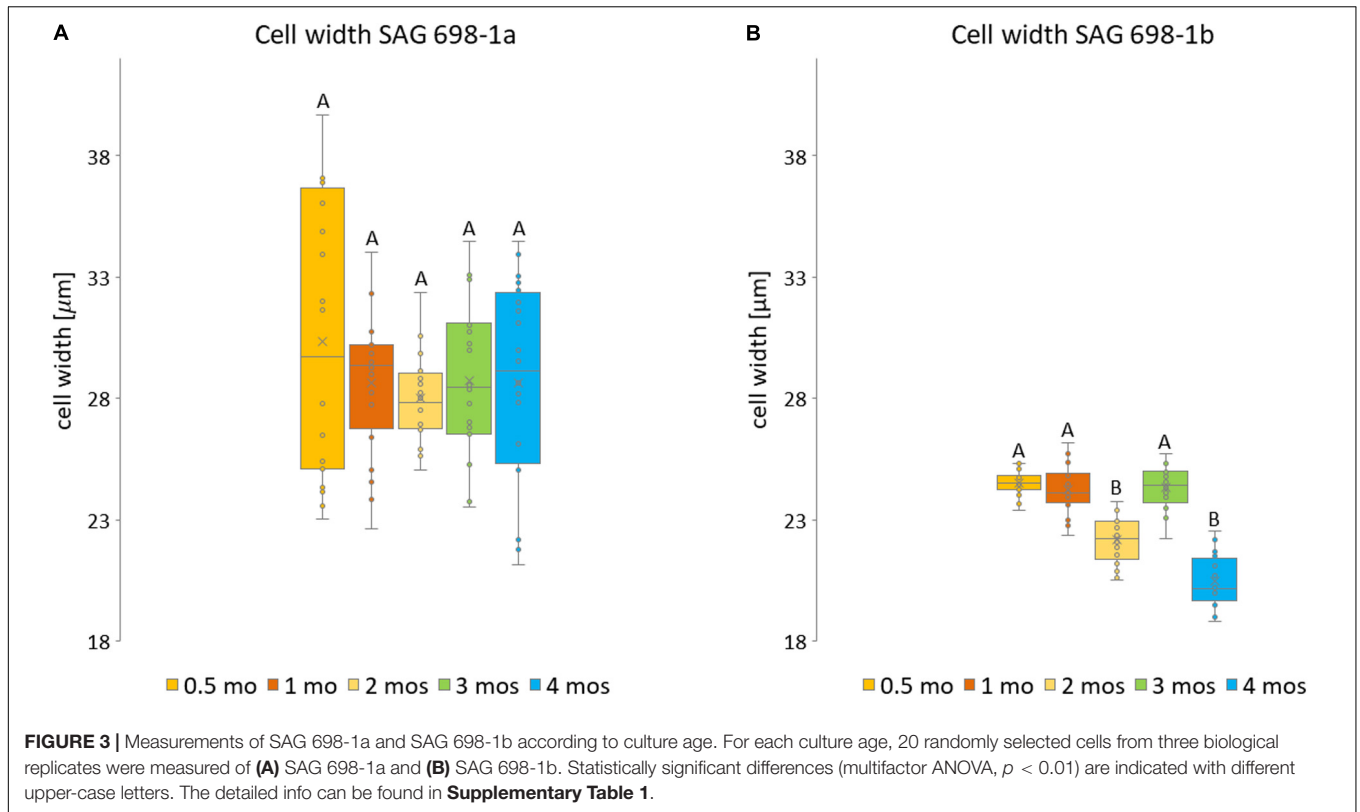 A
Cell width SAG 698-1a
cell width [μm]
38
33
28
23
18
A
A
A
A
A
0.5 mo 1 mo 2 mos 3 mos 4 mos
B
Cell width SAG 698-1b
cell width [μm]
38
33
28
23
18
A
A
B
A
B
0.5 mo 1 mo 2 mos 3 mos 4 mos
FIGURE 3 | Measurements of SAG 698-1a and SAG 698-1b according to culture age. For each culture age, 20 randomly selected cells from three biological
replicates were measured of (A) SAG 698-1a and (B) SAG 698-1b. Statistically significant differences (multifactor ANOVA, p < 0.01) are indicated with different
upper-case letters. The detailed info can be found in Supplementary Table 1.